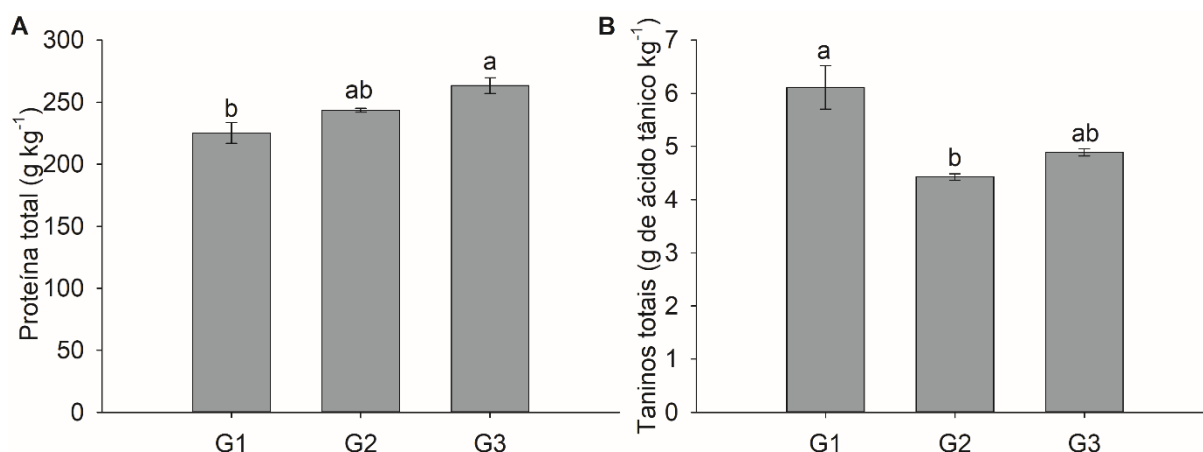 A
Proteína total (g kg⁻¹)
300
250
200
150
100
50
0
b
ab
a
G1
G2
G3
B
Taninos totais (g de ácido tânico kg⁻¹)
7
6
5
4
3
2
1
0
a
b
ab
G1
G2
G3